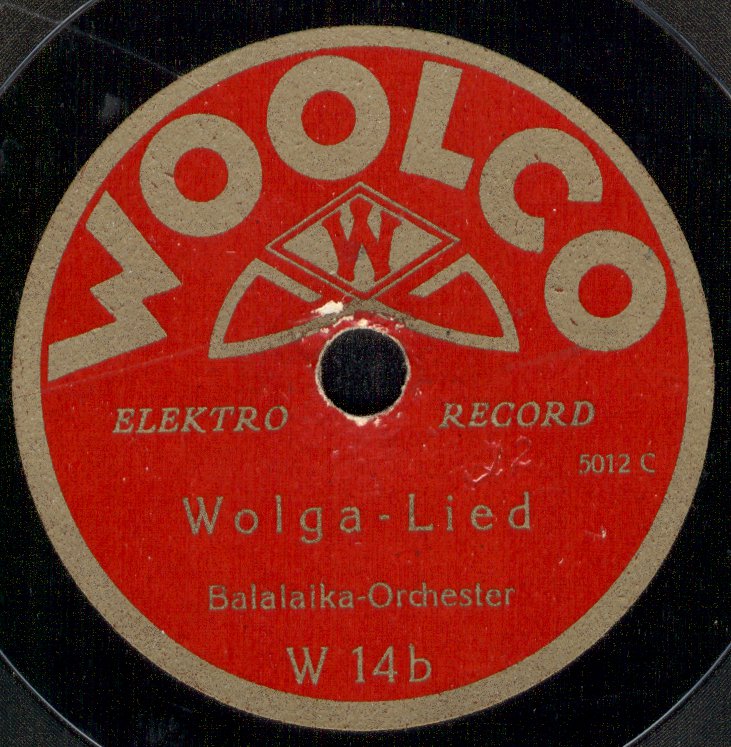 WOOLCO
W
ELEKTRO RECORD
5012 C
Wolga-Lied
Balalaika-Orchester
W 14b